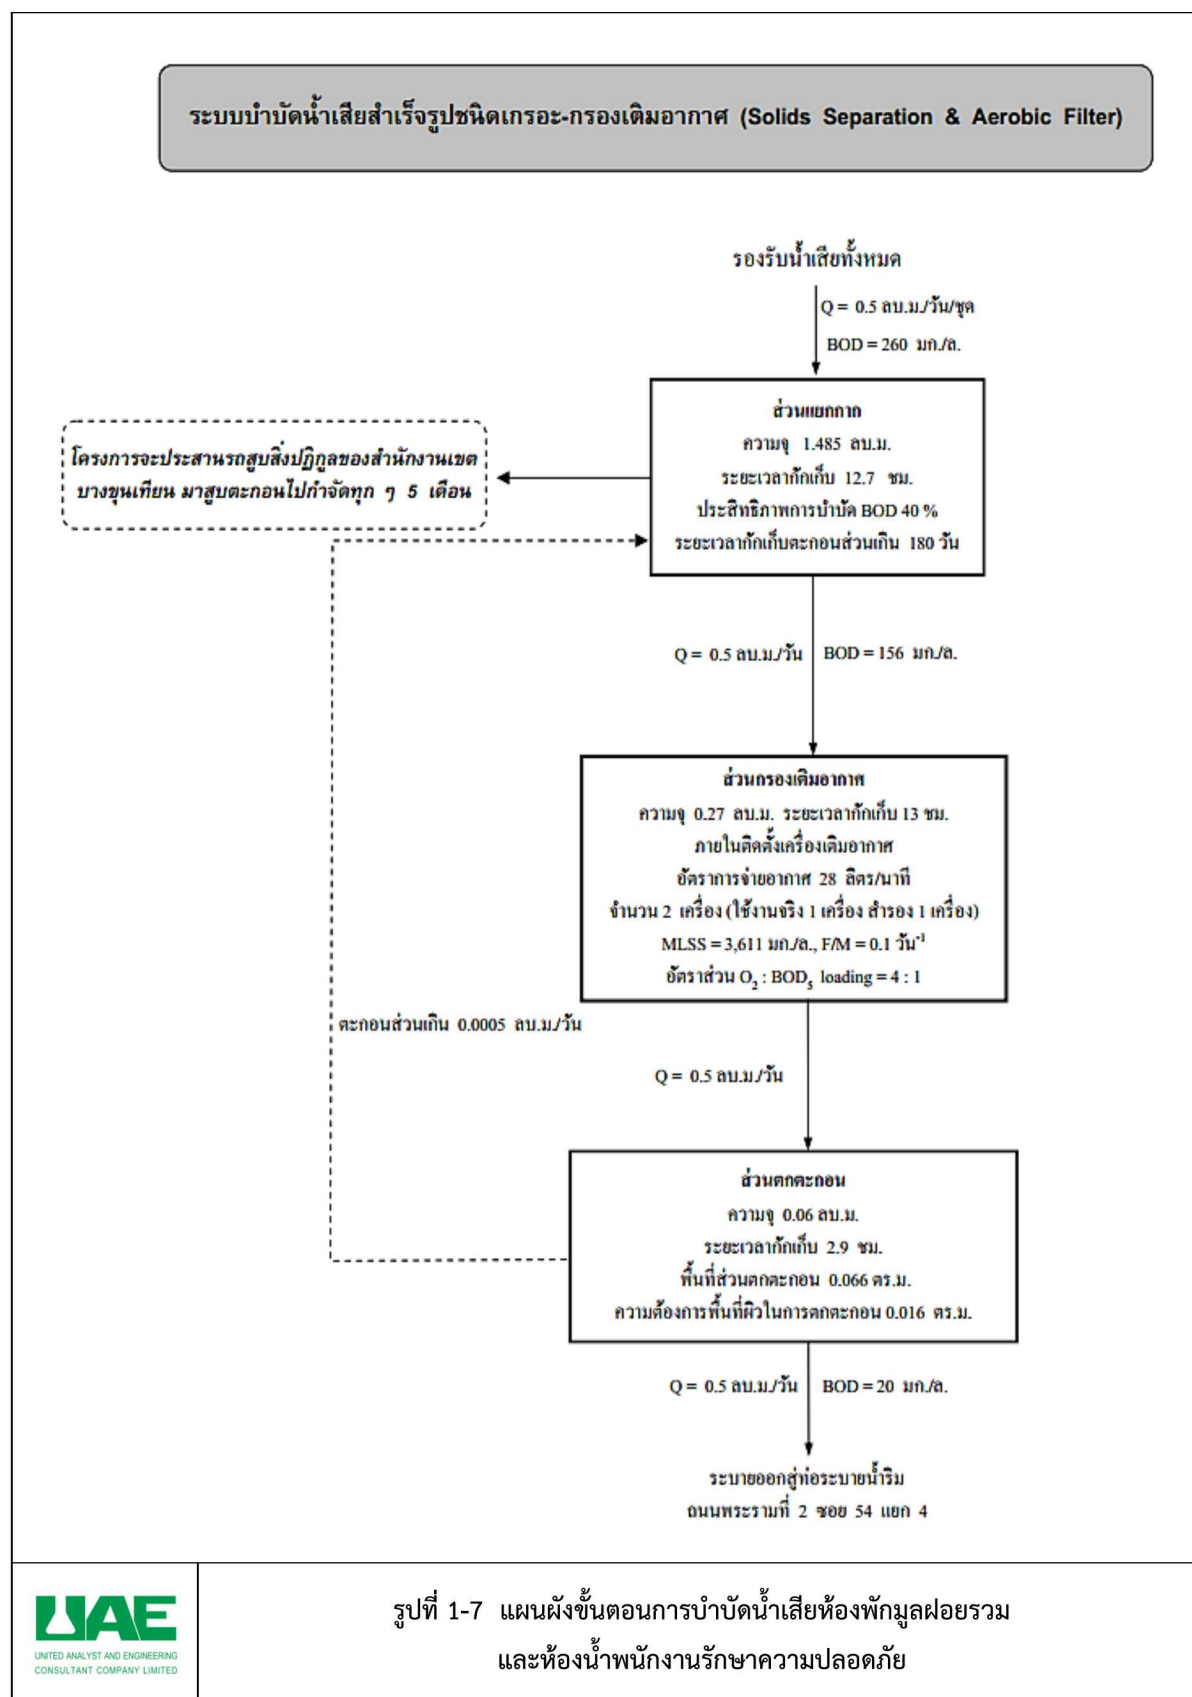 ระบบบำบัดน้ำเสียสำเร็จรูปชนิดเกรอะ-กรองเติมอากาศ (Solids Separation & Aerobic Filter)
รองรับน้ำเสียทั้งหมด
Q = 0.5 ลบ.ม./วัน/ชุด
BOD = 260 มก./ล.
ส่วนแยกกาก
ความจุ 1.485 ลบ.ม.
ระยะเวลากักเก็บ 12.7 ชม.
ประสิทธิภาพการบำบัด BOD 40 %
ระยะเวลากักเก็บตะกอนส่วนเกิน 180 วัน
โครงการจะประสานรถสูบสิ่งปฏิกูลของสำนักงานเขต
บางขุนเทียน มาสูบตะกอนไปกำจัดทุก ๆ 5 เดือน
Q = 0.5 ลบ.ม./วัน BOD = 156 มก./ล.
ส่วนกรองเติมอากาศ
ความจุ 0.27 ลบ.ม. ระยะเวลากักเก็บ 13 ชม.
ภายในติดตั้งเครื่องเติมอากาศ
อัตราการจ่ายอากาศ 28 ลิตร/นาที
จำนวน 2 เครื่อง (ใช้งานจริง 1 เครื่อง สำรอง 1 เครื่อง)
MLSS = 3,611 มก./ล., F/M = 0.1 วัน⁻¹
อัตราส่วน O₂ : BOD₅ loading = 4 : 1
ตะกอนส่วนเกิน 0.0005 ลบ.ม./วัน
Q = 0.5 ลบ.ม./วัน
ส่วนตกตะกอน
ความจุ 0.06 ลบ.ม.
ระยะเวลากักเก็บ 2.9 ชม.
พื้นที่ส่วนตกตะกอน 0.066 ตร.ม.
ความต้องการพื้นที่ผิวในการตกตะกอน 0.016 ตร.ม.
Q = 0.5 ลบ.ม./วัน BOD = 20 มก./ล.
ระบายออกสู่ท่อระบายน้ำริม
ถนนพระรามที่ 2 ซอย 54 แยก 4
UAE
UNITED ANALYST AND ENGINEERING
CONSULTANT COMPANY LIMITED
รูปที่ 1-7 แผนผังขั้นตอนการบำบัดน้ำเสียห้องพักมูลฝอยรวม
และห้องน้ำพนักงานรักษาความปลอดภัย